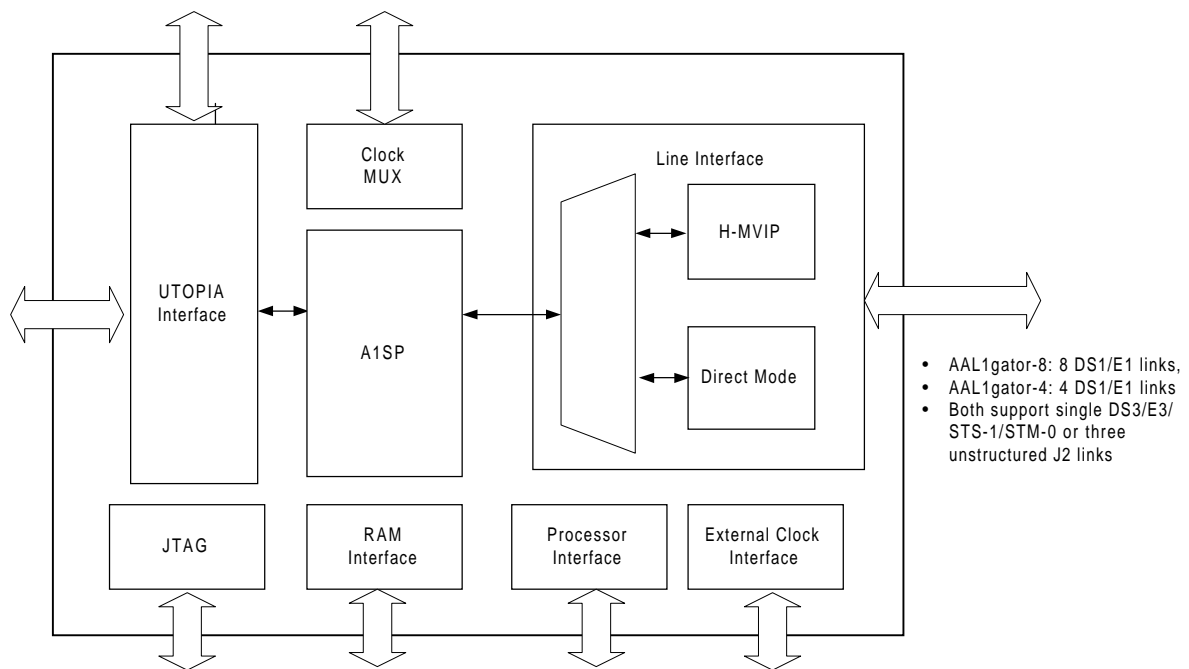 Clock
MUX
Line Interface
H-MVIP
UTOPIA
Interface
A1SP
Direct Mode
• AAL1gator-8: 8 DS1/E1 links,
• AAL1gator-4: 4 DS1/E1 links
• Both support single DS3/E3/
STS-1/STM-0 or three
unstructured J2 links
JTAG
RAM
Interface
Processor
Interface
External Clock
Interface